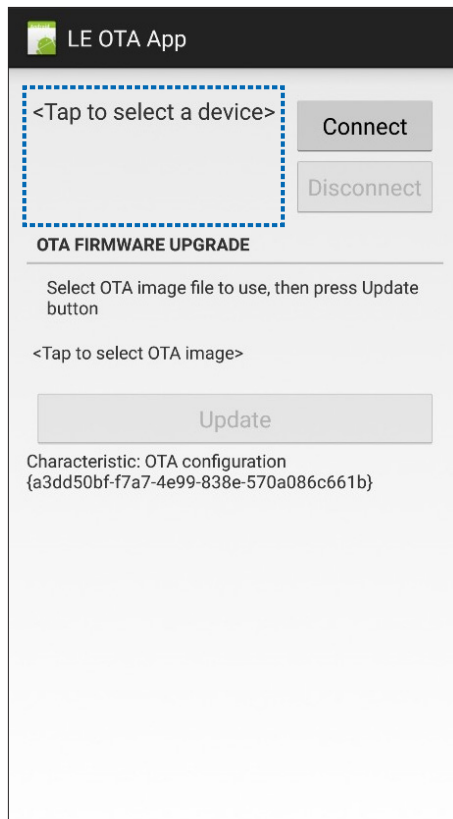 LE OTA App
<Tap to select a device>
Connect
Disconnect
OTA FIRMWARE UPGRADE
Select OTA image file to use, then press Update
button
<Tap to select OTA image>
Update
Characteristic: OTA configuration
{a3dd50bf-f7a7-4e99-838e-570a086c661b}